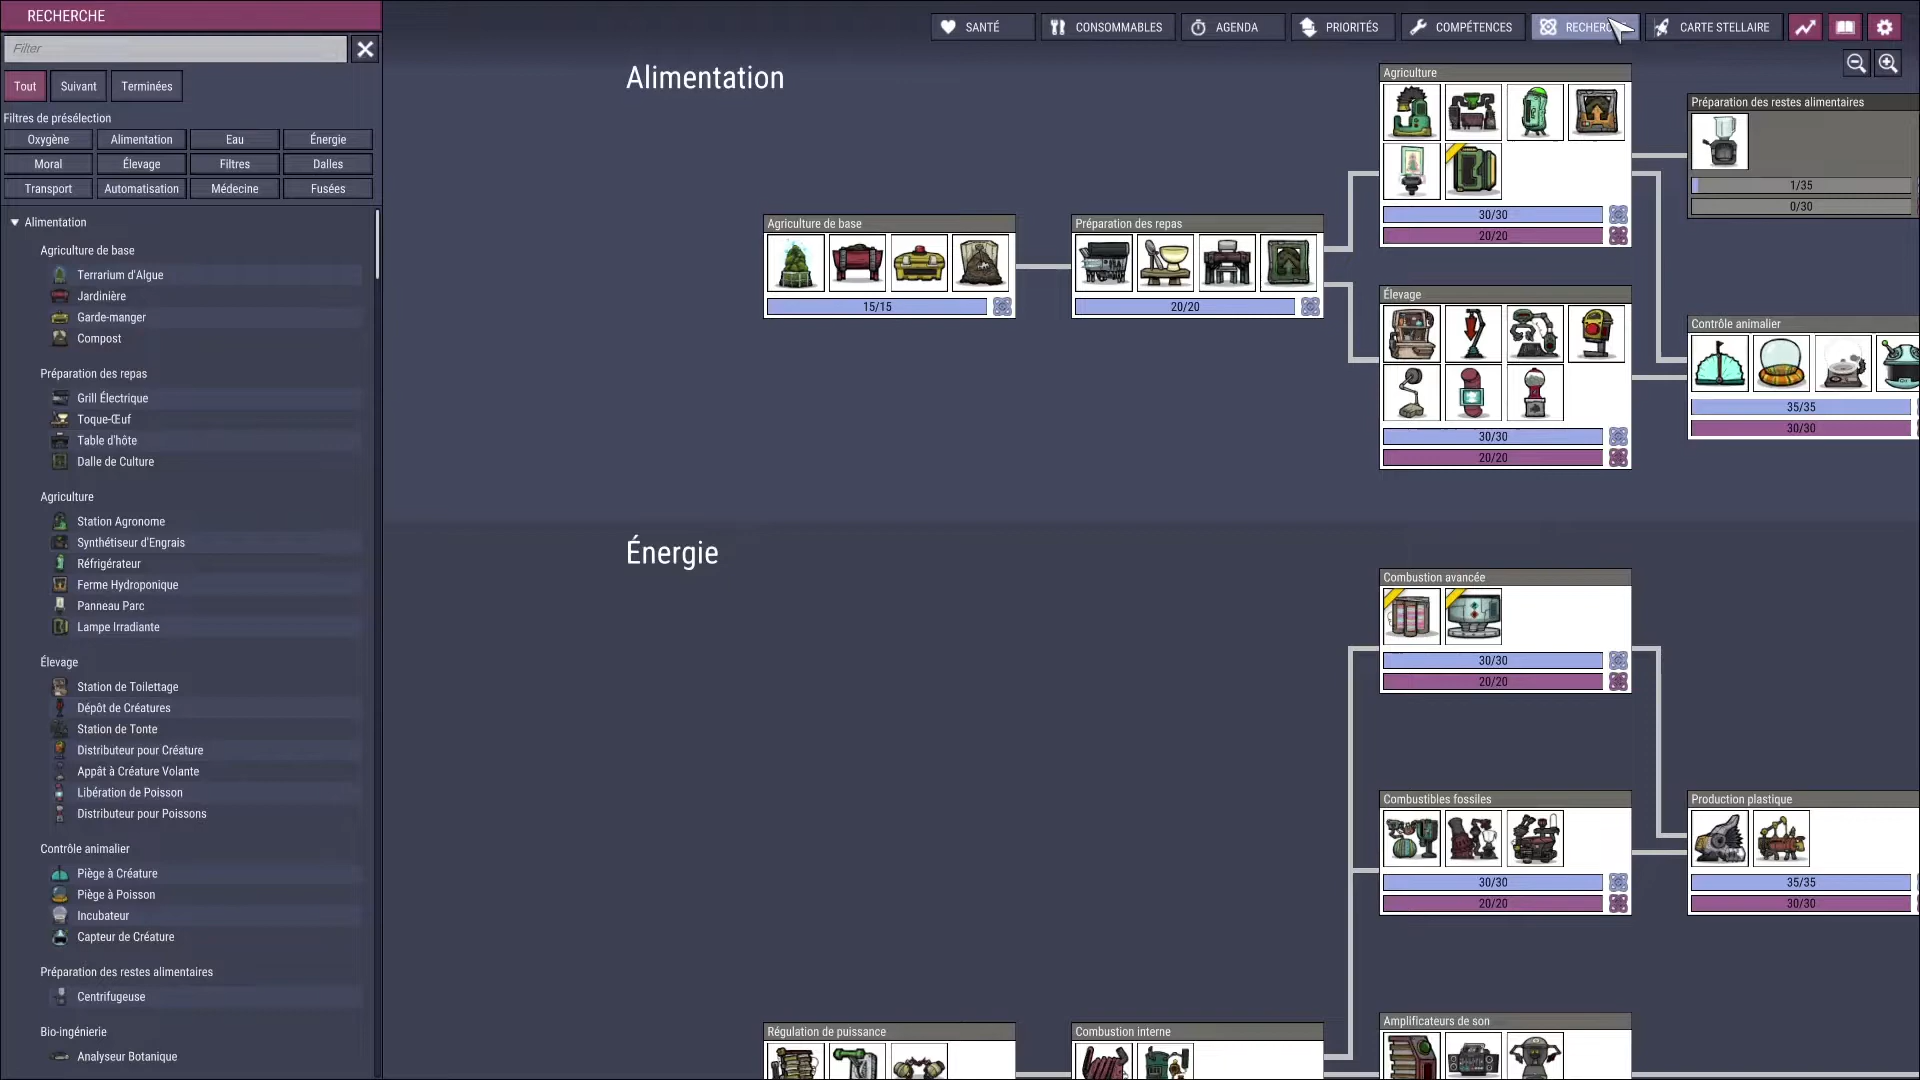 RECHERCHE
Filter
Tout
Suivant
Terminées
Filtres de présélection
Oxygène
Alimentation
Eau
Énergie
Moral
Élevage
Filtres
Dalles
Transport
Automatisation
Médecine
Fusées
Alimentation
Agriculture de base
Terrarium d'Algue
Jardinière
Garde-manger
Compost
Préparation des repas
Grill Électrique
Toque-Œuf
Table d'hôte
Dalle de Culture
Agriculture
Station Agronome
Synthétiseur d'Engrais
Réfrigérateur
Ferme Hydroponique
Panneau Parc
Lampe Irradiante
Élevage
Station de Toilettage
Dépôt de Créatures
Station de Tonte
Distributeur pour Créature
Appât à Créature Volante
Libération de Poisson
Distributeur pour Poissons
Contrôle animalier
Piège à Créature
Piège à Poisson
Incubateur
Capteur de Créature
Préparation des restes alimentaires
Centrifugeuse
Bio-ingénierie
Analyseur Botanique
SANTÉ
CONSOMMABLES
AGENDA
PRIORITÉS
COMPÉTENCES
RECHER
CARTE STELLAIRE
Alimentation
Agriculture de base
15/15
Préparation des repas
20/20
Agriculture
30/30
20/20
Élevage
30/30
20/20
Préparation des restes alimentaires
1/35
0/30
Contrôle animalier
35/35
30/30
Énergie
Combustion avancée
30/30
20/20
Combustibles fossiles
30/30
20/20
Production plastique
35/35
30/30
Régulation de puissance
Combustion interne
Amplificateurs de son